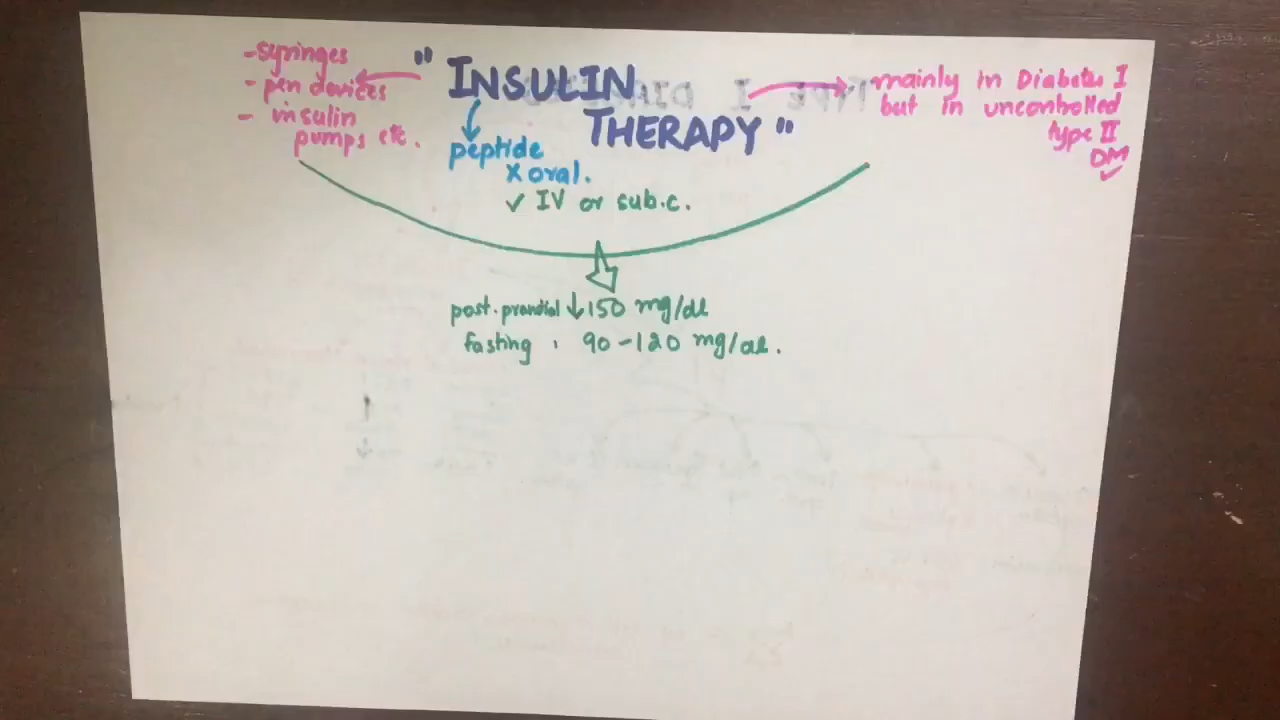 -syringes
- pen devices
- insulin
pumps etc.
" INSULIN
THERAPY "
mainly in Diabetes I
but in uncontrolled
type II
DM
peptide
x oral.
✓ IV or sub.c.
post.prandial ↓ 150 mg/dl
fasting : 90-120 mg/dl.